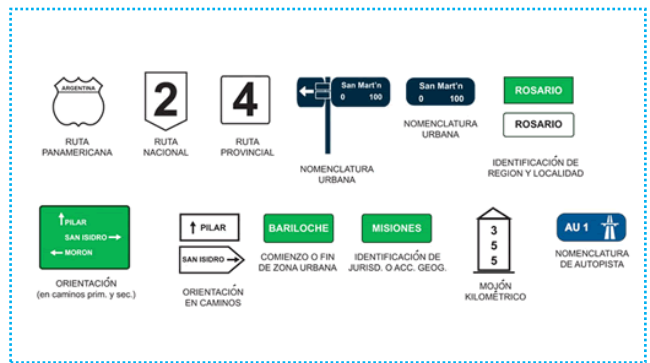 ARGENTINA
RUTA
PANAMERICANA
2
RUTA
NACIONAL
4
RUTA
PROVINCIAL
San Mart'n
0 100
NOMENCLATURA
URBANA
San Mart'n
0 100
NOMENCLATURA
URBANA
ROSARIO
ROSARIO
IDENTIFICACIÓN DE
REGION Y LOCALIDAD
PILAR
SAN ISIDRO
MORON
ORIENTACIÓN
(en caminos prim. y sec.)
PILAR
SAN ISIDRO
ORIENTACIÓN
EN CAMINOS
BARILOCHE
COMIENZO O FIN
DE ZONA URBANA
MISIONES
IDENTIFICACIÓN DE
JURISD. O ACC. GEOG.
3
5
5
MOJÓN
KILOMÉTRICO
AU 1
NOMENCLATURA
DE AUTOPISTA